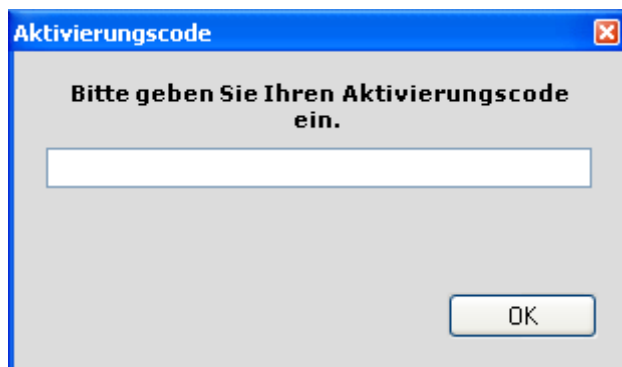 Aktivierungscode
Bitte geben Sie Ihren Aktivierungscode
ein.
OK